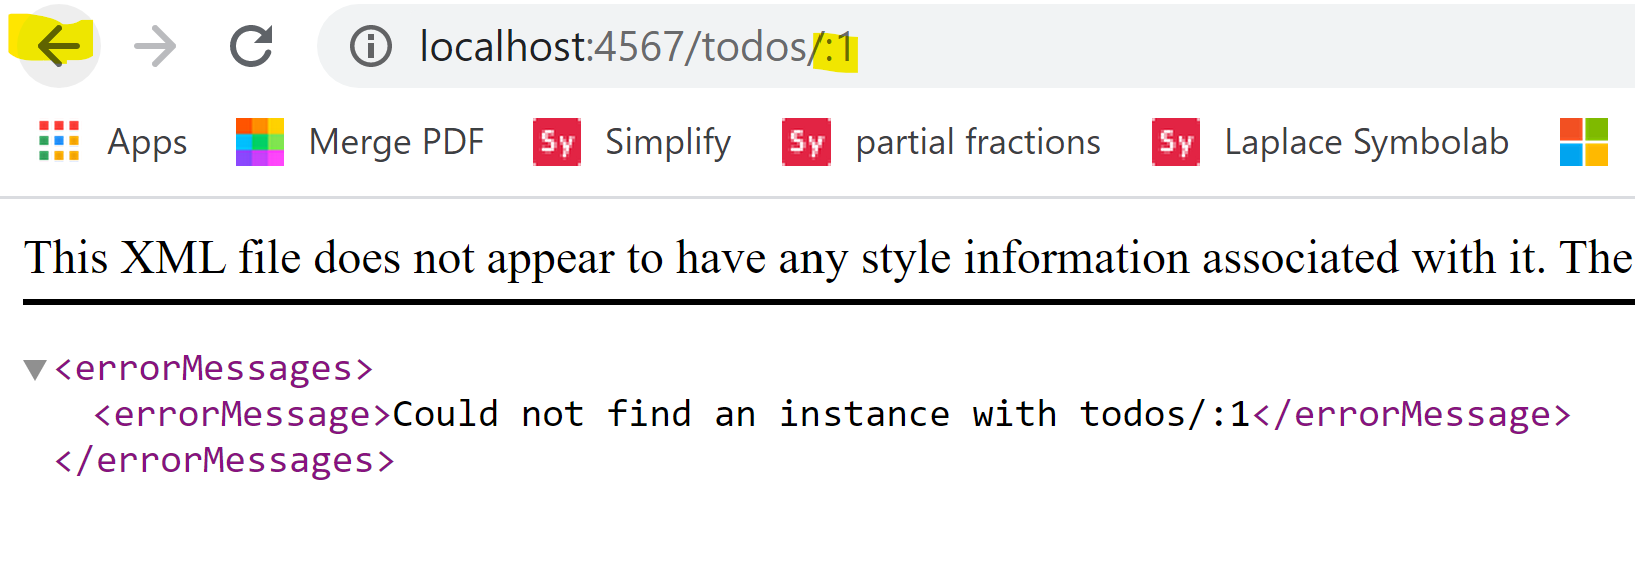 localhost:4567/todos/:1
Apps Merge PDF Sy Simplify Sy partial fractions Sy Laplace Symbolab
This XML file does not appear to have any style information associated with it. The
<errorMessages>
<errorMessage>Could not find an instance with todos/:1</errorMessage>
</errorMessages>